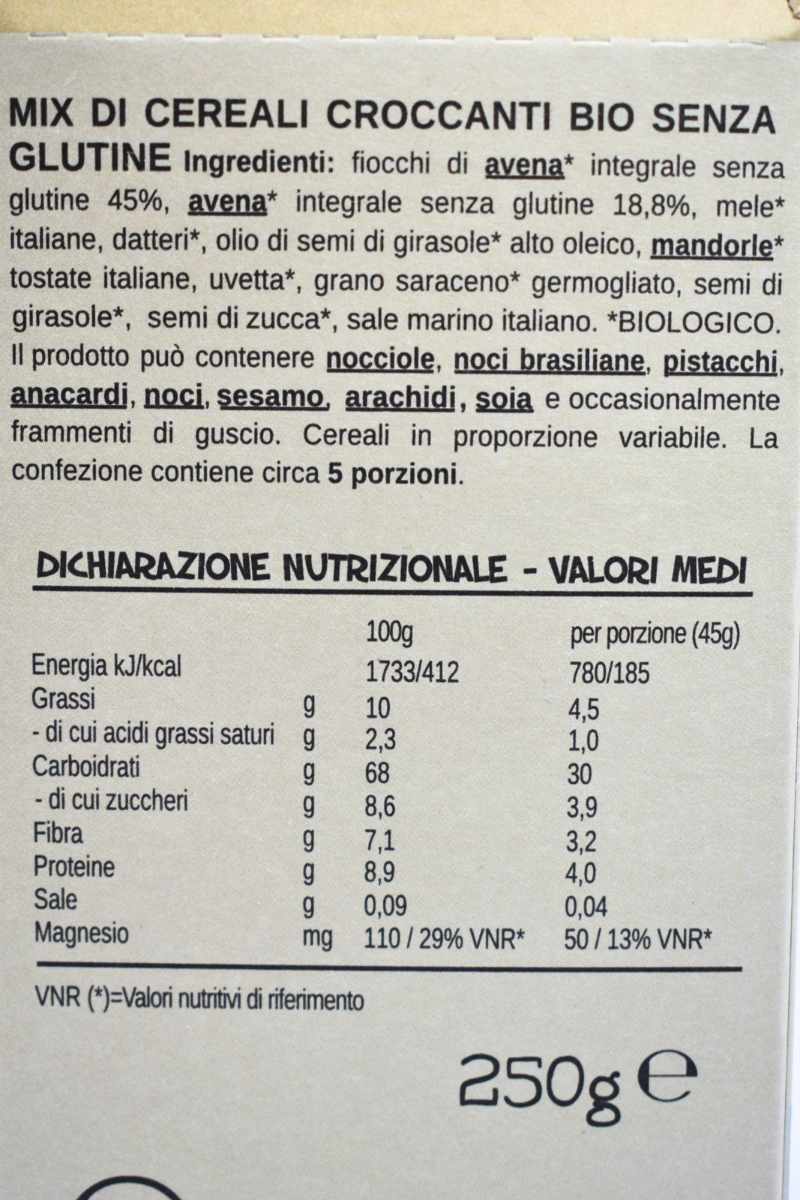 MIX DI CEREALI CROCCANTI BIO SENZA
GLUTINE Ingredienti: fiocchi di avena* integrale senza
glutine 45%, avena* integrale senza glutine 18,8%, mele*
italiane, datteri*, olio di semi di girasole* alto oleico, mandorle*
tostate italiane, uvetta*, grano saraceno* germogliato, semi di
girasole*, semi di zucca*, sale marino italiano. *BIOLOGICO.
Il prodotto può contenere nocciole, noci brasiliane, pistacchi,
anacardi, noci, sesamo, arachidi, soia e occasionalmente
frammenti di guscio. Cereali in proporzione variabile. La
confezione contiene circa 5 porzioni.
DICHIARAZIONE NUTRIZIONALE - VALORI MEDI
100g per porzione (45g)
Energia kJ/kcal 1733/412 780/185
Grassi g 10 4,5
- di cui acidi grassi saturi g 2,3 1,0
Carboidrati g 68 30
- di cui zuccheri g 8,6 3,9
Fibra g 7,1 3,2
Proteine g 8,9 4,0
Sale g 0,09 0,04
Magnesio mg 110 / 29% VNR* 50 / 13% VNR*
VNR (*)=Valori nutritivi di riferimento
250g e